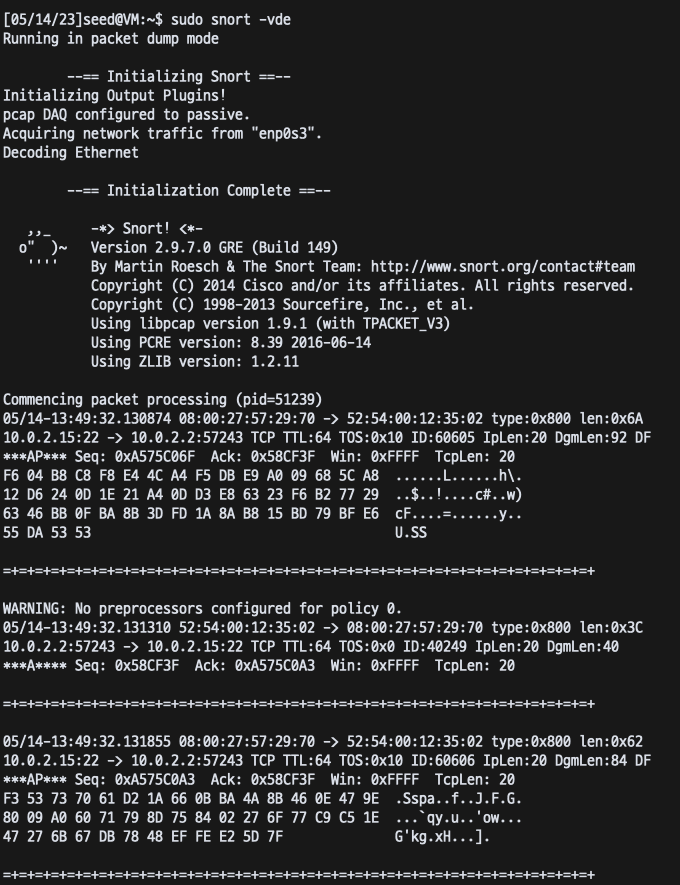 [05/14/23]seed@VM:~$ sudo snort -vde
Running in packet dump mode
--== Initializing Snort ==--
Initializing Output Plugins!
pcap DAQ configured to passive.
Acquiring network traffic from "enp0s3".
Decoding Ethernet
--== Initialization Complete ==--
,,_     -*> Snort! <*-
o"  )~   Version 2.9.7.0 GRE (Build 149)
''''    By Martin Roesch & The Snort Team: http://www.snort.org/contact#team
Copyright (C) 2014 Cisco and/or its affiliates. All rights reserved.
Copyright (C) 1998-2013 Sourcefire, Inc., et al.
Using libpcap version 1.9.1 (with TPACKET_V3)
Using PCRE version: 8.39 2016-06-14
Using ZLIB version: 1.2.11
Commencing packet processing (pid=51239)
05/14-13:49:32.130874 08:00:27:57:29:70 -> 52:54:00:12:35:02 type:0x800 len:0x6A
10.0.2.15:22 -> 10.0.2.2:57243 TCP TTL:64 TOS:0x10 ID:60605 IpLen:20 DgmLen:92 DF
***AP*** Seq: 0xA575C06F  Ack: 0x58CF3F  Win: 0xFFFF  TcpLen: 20
F6 04 B8 C8 F8 E4 4C A4 F5 DB E9 A0 09 68 5C A8  ......L......h\.
12 D6 24 0D 1E 21 A4 0D D3 E8 63 23 F6 B2 77 29  ..$..!....c#..w)
63 46 BB 0F BA 8B 3D FD 1A 8A B8 15 BD 79 BF E6  cF....=......y..
55 DA 53 53                                      U.SS
=+=+=+=+=+=+=+=+=+=+=+=+=+=+=+=+=+=+=+=+=+=+=+=+=+=+=+=+=+=+=+=+=+=+=+=+=+
WARNING: No preprocessors configured for policy 0.
05/14-13:49:32.131310 52:54:00:12:35:02 -> 08:00:27:57:29:70 type:0x800 len:0x3C
10.0.2.2:57243 -> 10.0.2.15:22 TCP TTL:64 TOS:0x0 ID:40249 IpLen:20 DgmLen:40
***A**** Seq: 0x58CF3F  Ack: 0xA575C0A3  Win: 0xFFFF  TcpLen: 20
=+=+=+=+=+=+=+=+=+=+=+=+=+=+=+=+=+=+=+=+=+=+=+=+=+=+=+=+=+=+=+=+=+=+=+=+=+
05/14-13:49:32.131855 08:00:27:57:29:70 -> 52:54:00:12:35:02 type:0x800 len:0x62
10.0.2.15:22 -> 10.0.2.2:57243 TCP TTL:64 TOS:0x10 ID:60606 IpLen:20 DgmLen:84 DF
***AP*** Seq: 0xA575C0A3  Ack: 0x58CF3F  Win: 0xFFFF  TcpLen: 20
F3 53 73 70 61 D2 1A 66 0B BA 4A 8B 46 0E 47 9E  .Sspa..f..J.F.G.
80 09 A0 60 71 79 8D 75 84 02 27 6F 77 C9 C5 1E  ...`qy.u..'ow...
47 27 6B 67 DB 78 48 EF FE E2 5D 7F              G'kg.xH...].
=+=+=+=+=+=+=+=+=+=+=+=+=+=+=+=+=+=+=+=+=+=+=+=+=+=+=+=+=+=+=+=+=+=+=+=+=+